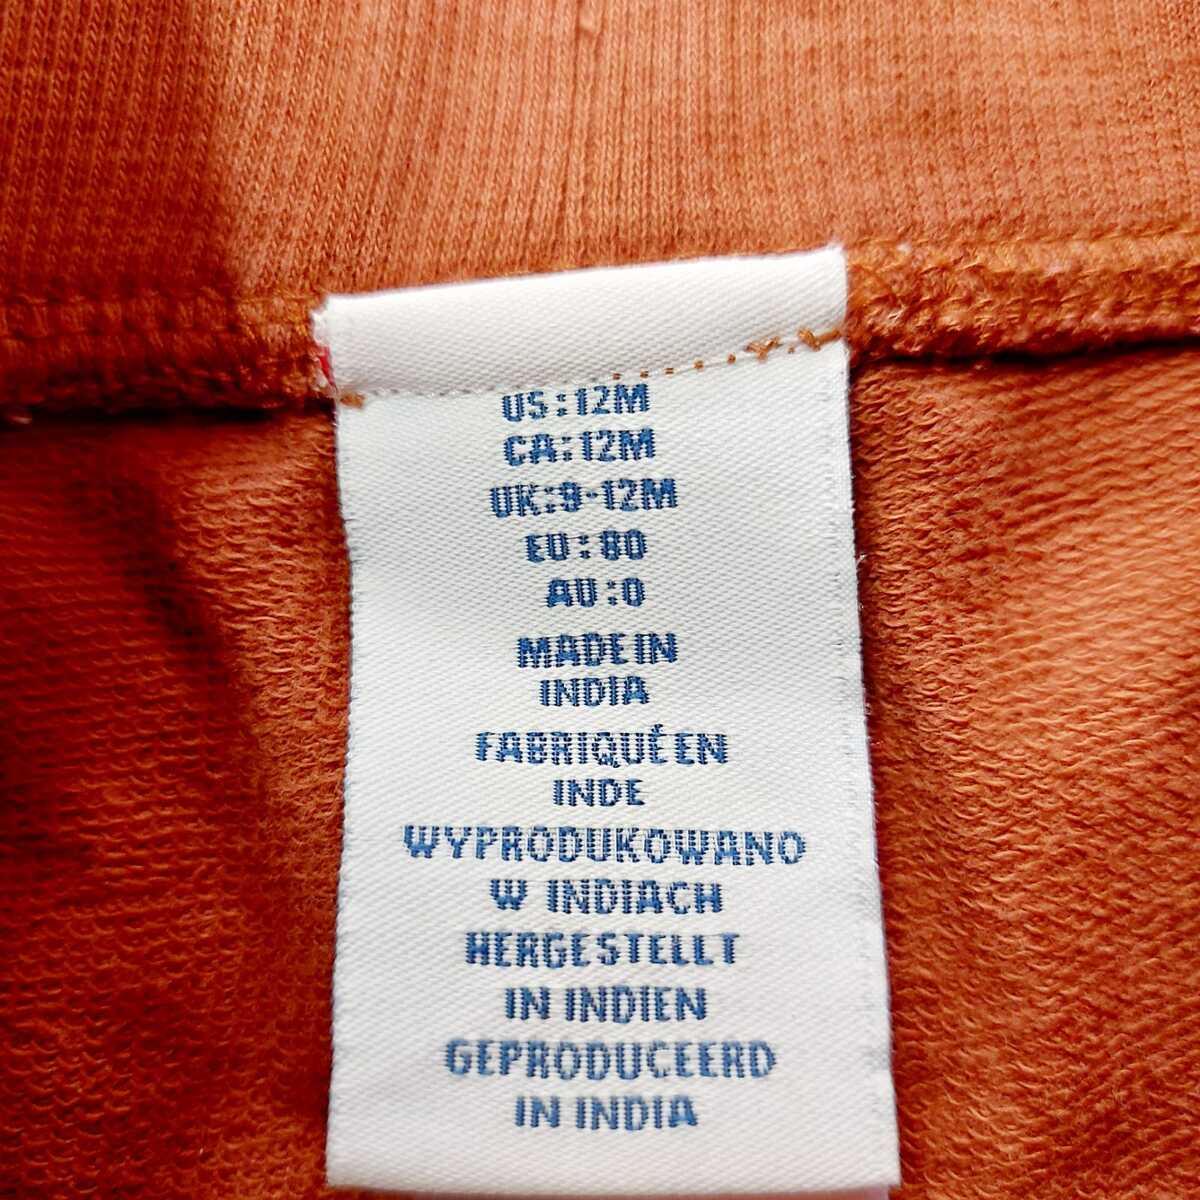 US:12M
CA:12M
UK:9-12M
EU:80
AU:0
MADE IN
INDIA
FABRIQUÉ EN
INDE
WYPRODUKOWANO
W INDIACH
HERGESTELLT
IN INDIEN
GEPRODUCEERD
IN INDIA